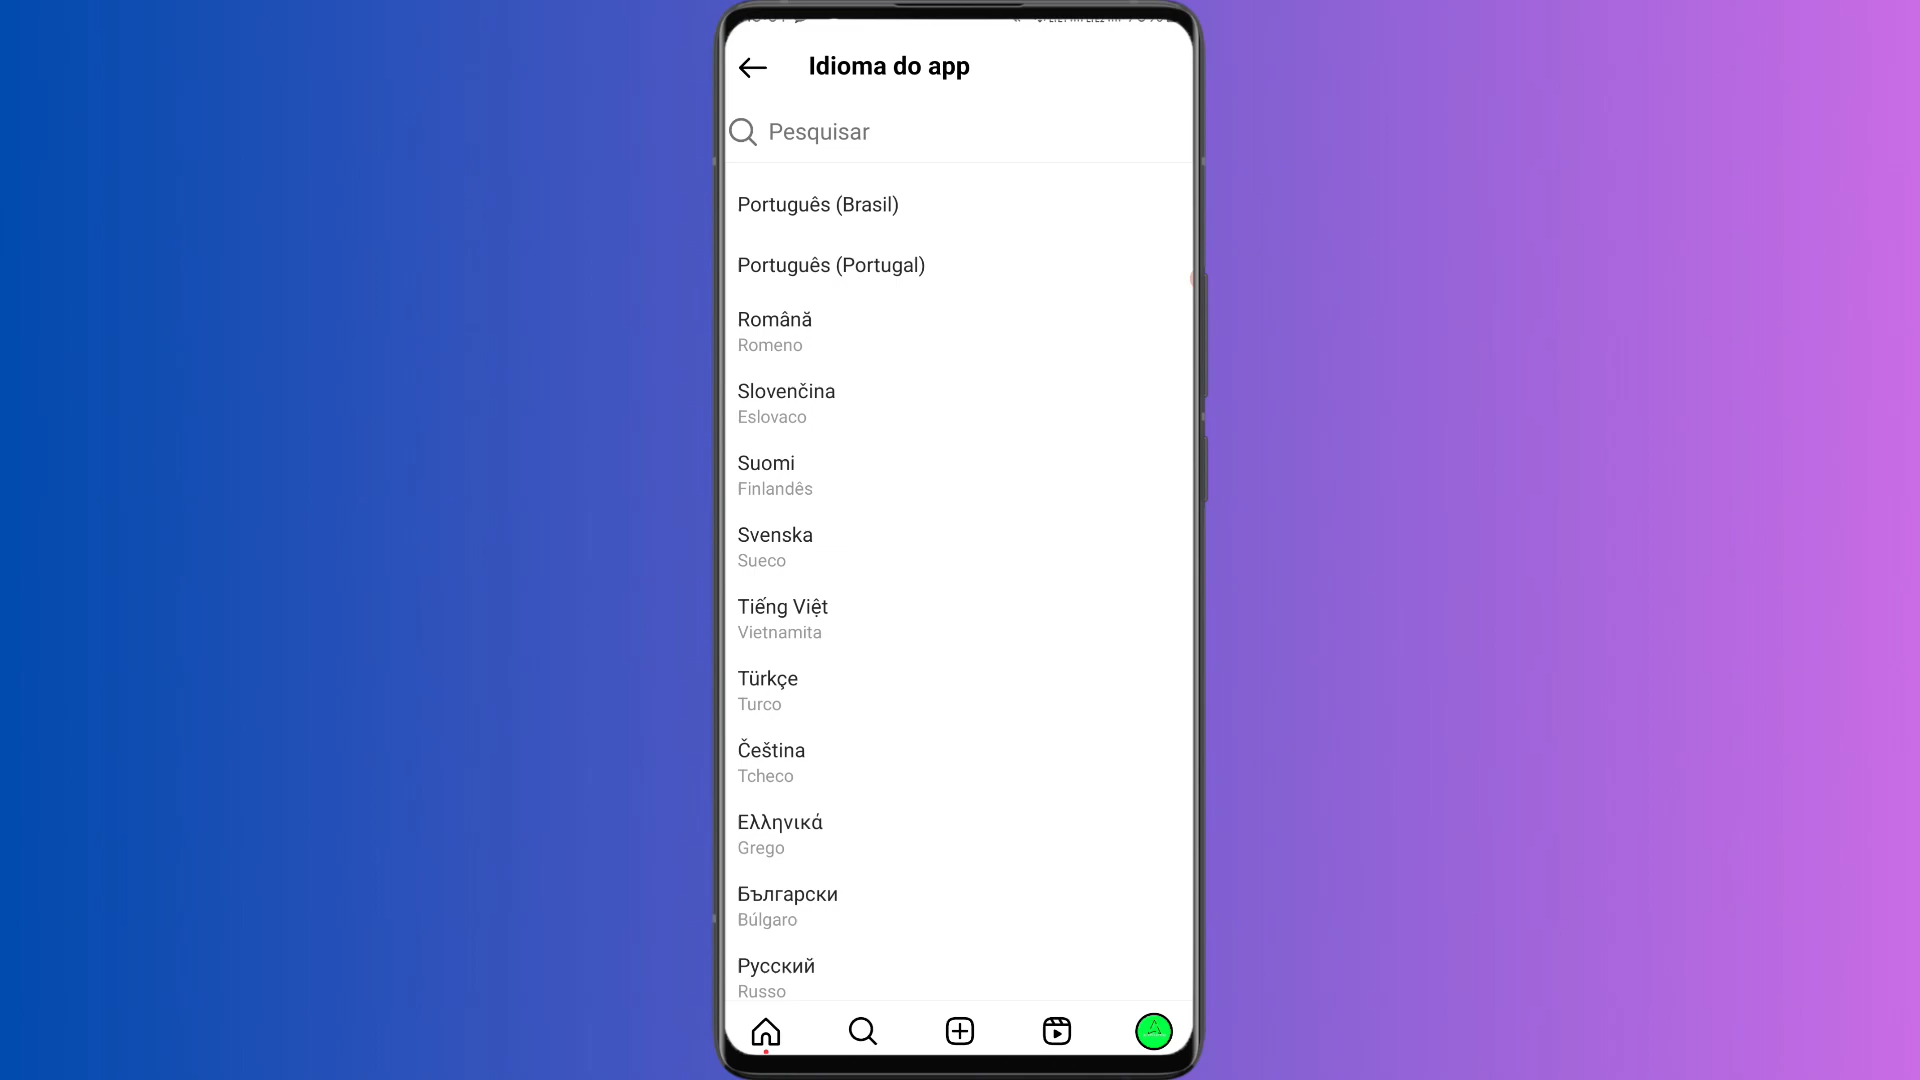 Idioma do app
Pesquisar
Português (Brasil)
Português (Portugal)
Română
Romeno
Slovenčina
Eslovaco
Suomi
Finlandês
Svenska
Sueco
Tiếng Việt
Vietnamita
Türkçe
Turco
Čeština
Tcheco
Ελληνικά
Grego
Български
Búlgaro
Русский
Russo